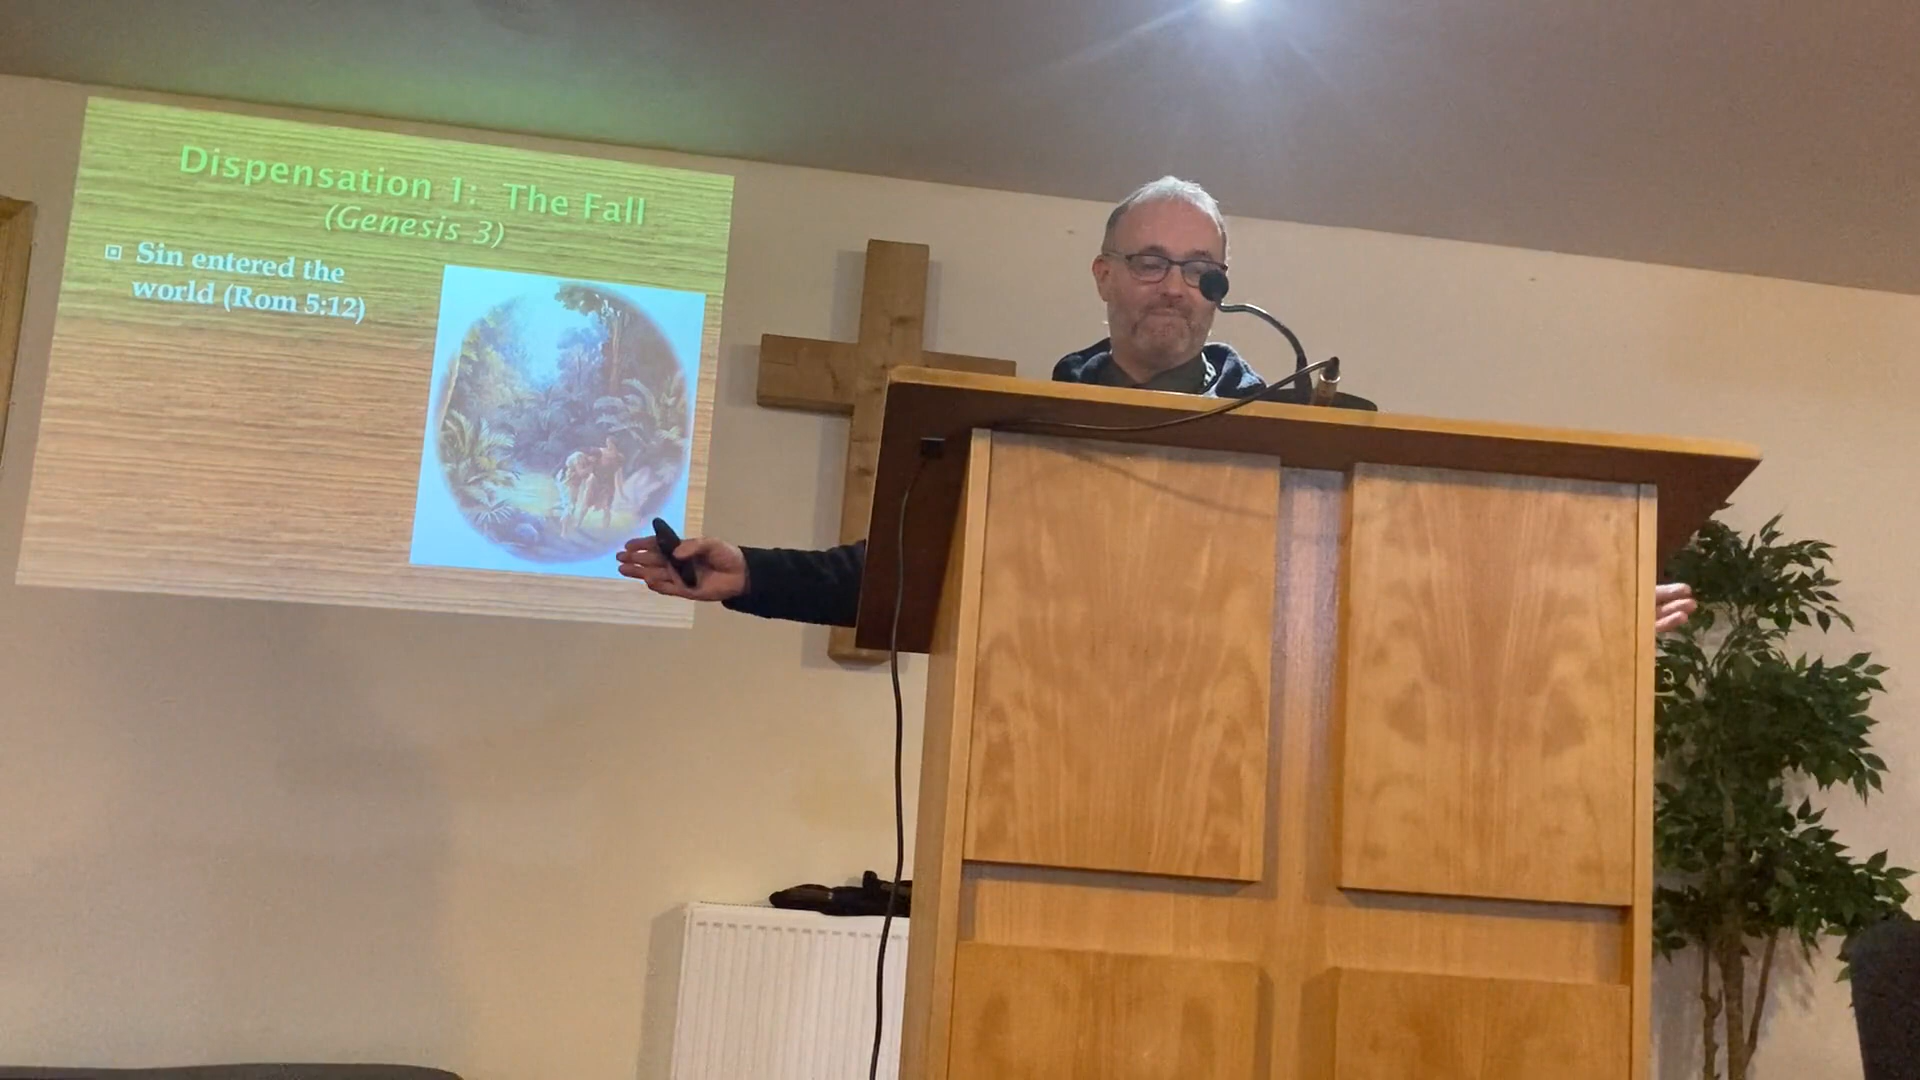 Dispensation 1: The Fall
(Genesis 3)
Sin entered the
world (Rom 5:12)